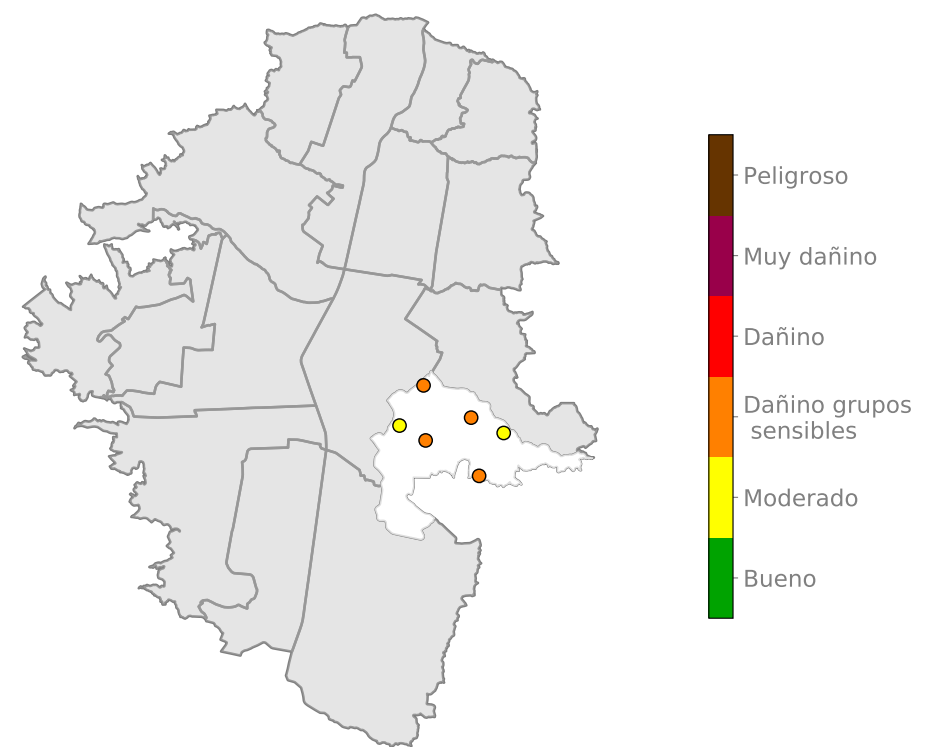 Peligroso
Muy dañino
Dañino
Dañino grupos
sensibles
Moderado
Bueno